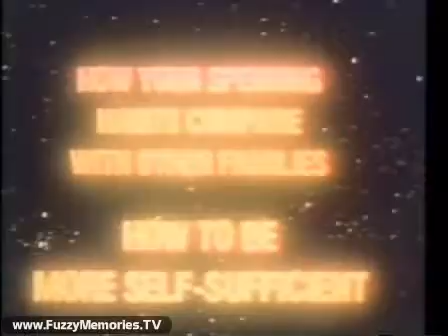 HOW YOUR SPENDING
HABITS COMPARE
WITH OTHER FAMILIES
HOW TO BE
MORE SELF-SUFFICIENT
www.FuzzyMemories.TV